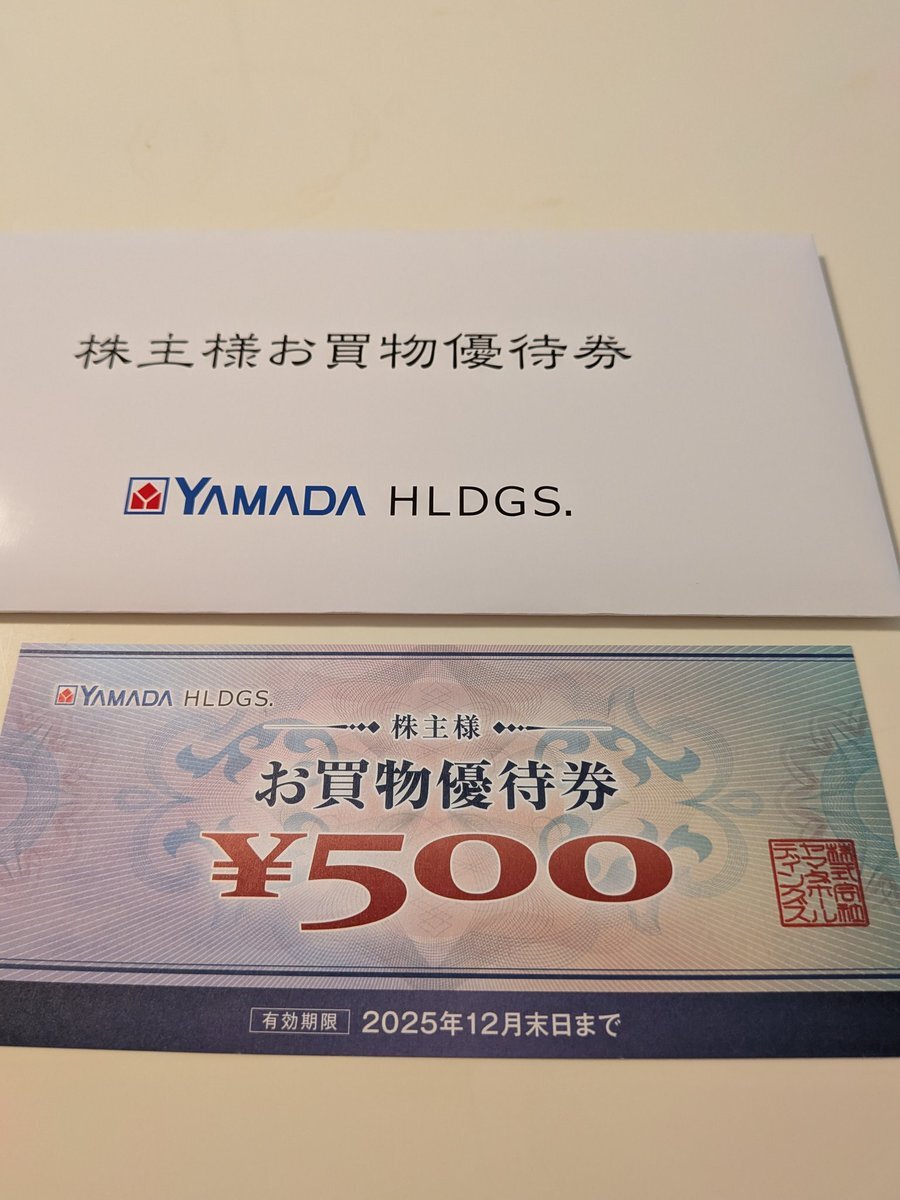 株主様お買物優待券
YAMADA HLDGS.
YAMADA HLDGS.
株主様
お買物優待券
¥500
株式会社
ヤマダホール
ディングス
有効期限 2025年12月末日まで